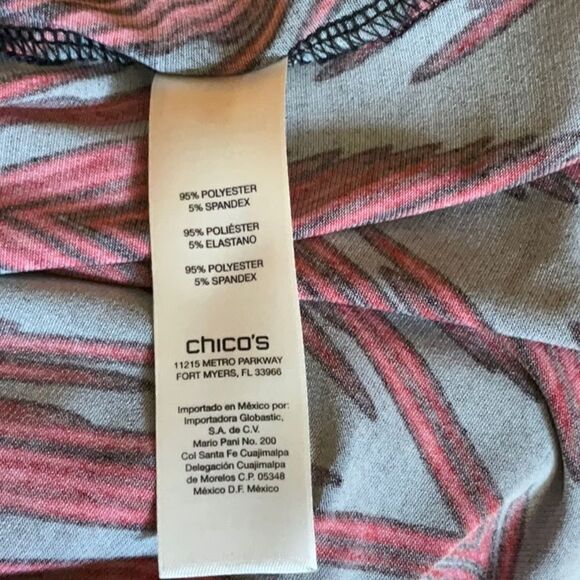 95% POLYESTER
5% SPANDEX
95% POLIÉSTER
5% ELASTANO
95% POLYESTER
5% SPANDEX
chico's
11215 METRO PARKWAY
FORT MYERS, FL 33966
Importado en México por:
Importadora Globastic,
S.A. de C.V.
Mario Pani No. 200
Col Santa Fe Cuajimalpa
Delegación Cuajimalpa
de Morelos C.P. 05348
México D.F. México